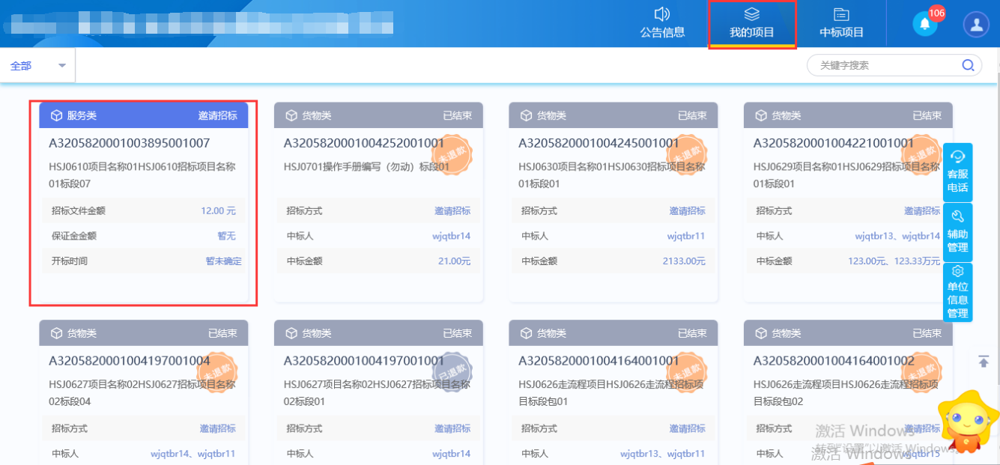 公告信息
我的项目
中标项目
106
全部
关键字搜索
服务类 邀请招标
A3205820001003895001007
HSJ0610项目名称01HSJ0610招标项目名称
01标段07
招标文件金额 12.00 元
保证金金额 暂无
开标时间 暂未确定
货物类 已结束
A3205820001004252001001
未退款
HSJ0701操作手册编写（勿动）标段01
招标方式 邀请招标
中标人 wjqtbr14
中标金额 21.00元
货物类 已结束
A3205820001004245001001
未退款
HSJ0630项目名称01HSJ0630招标项目名称
01标段01
招标方式 邀请招标
中标人 wjqtbr11
中标金额 2133.00元
货物类 已结束
A3205820001004221001001
未退款
HSJ0629项目名称01HSJ0629招标项目名称
01标段01
招标方式 邀请招标
中标人 wjqtbr13、wjqtbr14
中标金额 123.00元、123.33万元
客服
电话
辅助
管理
单位
信息
管理
货物类 已结束
A3205820001004197001004
未退款
HSJ0627项目名称02HSJ0627招标项目名称
02标段04
招标方式 邀请招标
中标人 wjqtbr14、wjqtbr11
货物类 已结束
A3205820001004197001001
已退款
HSJ0627项目名称02HSJ0627招标项目名称
02标段01
招标方式 邀请招标
中标人 wjqtbr14
货物类 已结束
A3205820001004164001001
未退款
HSJ0626走流程项目HSJ0626走流程招标项
目标段包01
招标方式 邀请招标
中标人 wjqtbr13、wjqtbr11
货物类 已结束
A3205820001004164001002
未退款
HSJ0626走流程项目HSJ0626走流程招标项
目标段包02
招标方式 邀请招标
中标人 wjqtbr15
激活 Windows
转到"设置"以激活 Windows。
激活 Windows